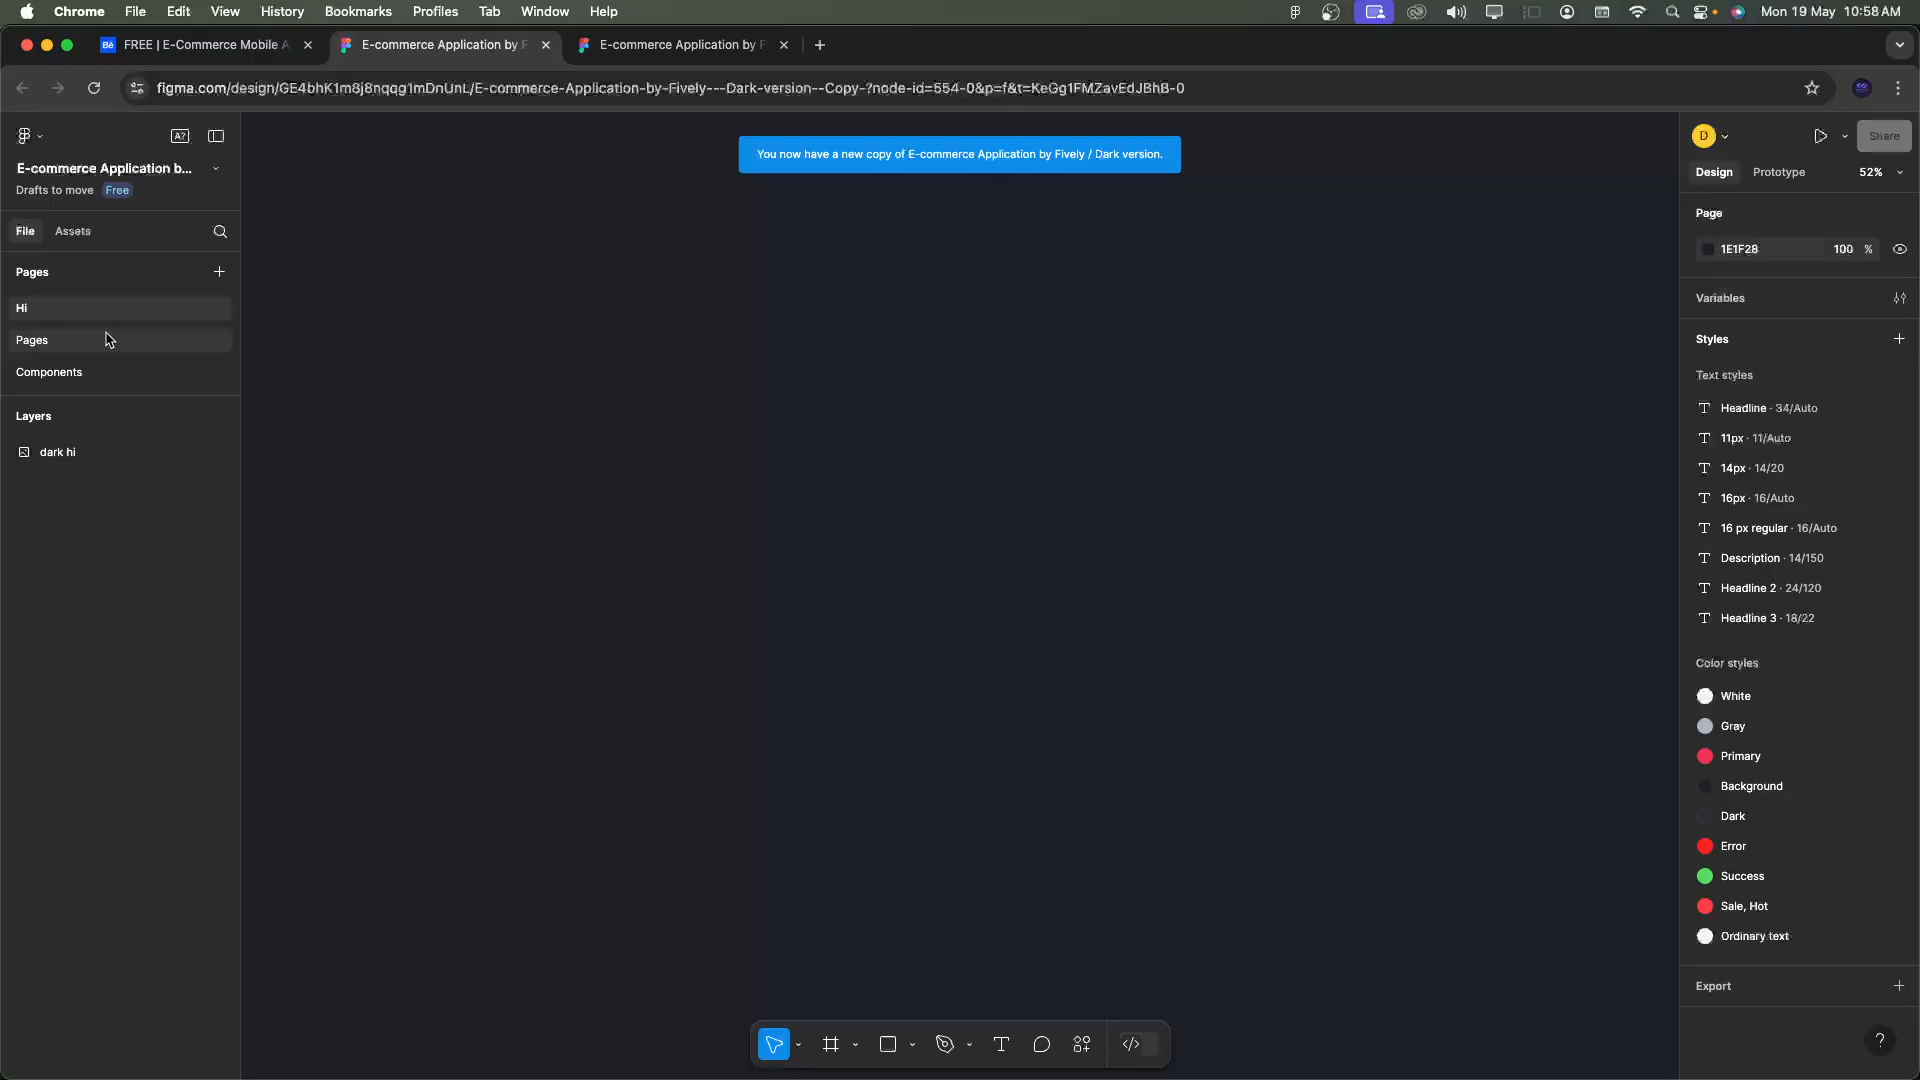 Chrome File Edit View History Bookmarks Profiles Tab Window Help Mon 19 May 10:58 AM
Bē FREE | E-Commerce Mobile A E-commerce Application by F E-commerce Application by F
figma.com/design/GE4bhK1m8j8nqqg1mDnUnL/E-commerce-Application-by-Fively---Dark-version--Copy-?node-id=554-0&p=f&t=KeGg1FMZavEdJBhB-0
A?
D
Share
E-commerce Application b...
Drafts to move Free
You now have a new copy of E-commerce Application by Fively / Dark version.
Design Prototype 52%
File Assets
Page
1E1F28 100 %
Pages
Hi
Pages
Components
Layers
dark hi
Variables
Styles
Text styles
Headline · 34/Auto
11px · 11/Auto
14px · 14/20
16px · 16/Auto
16 px regular · 16/Auto
Description · 14/150
Headline 2 · 24/120
Headline 3 · 18/22
Color styles
White
Gray
Primary
Background
Dark
Error
Success
Sale, Hot
Ordinary text
Export
?